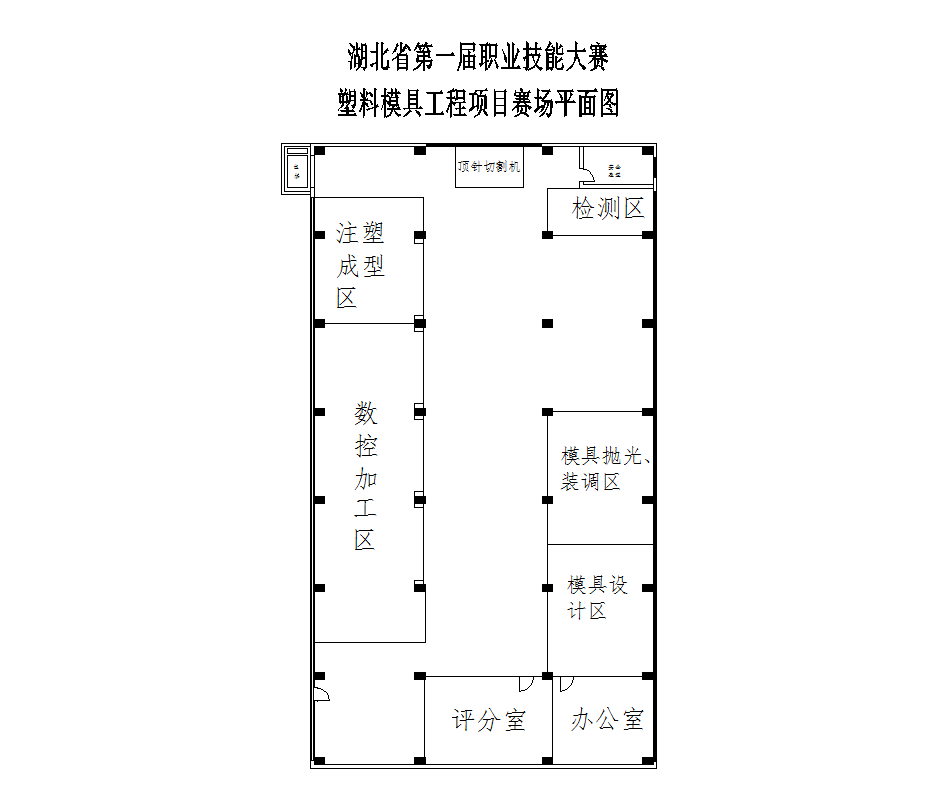 湖北省第一届职业技能大赛
塑料模具工程项目赛场平面图
顶针切割机
检测区
注塑
成型
区
数
控
加
工
区
模具抛光、
装调区
模具设
计区
评分室
办公室